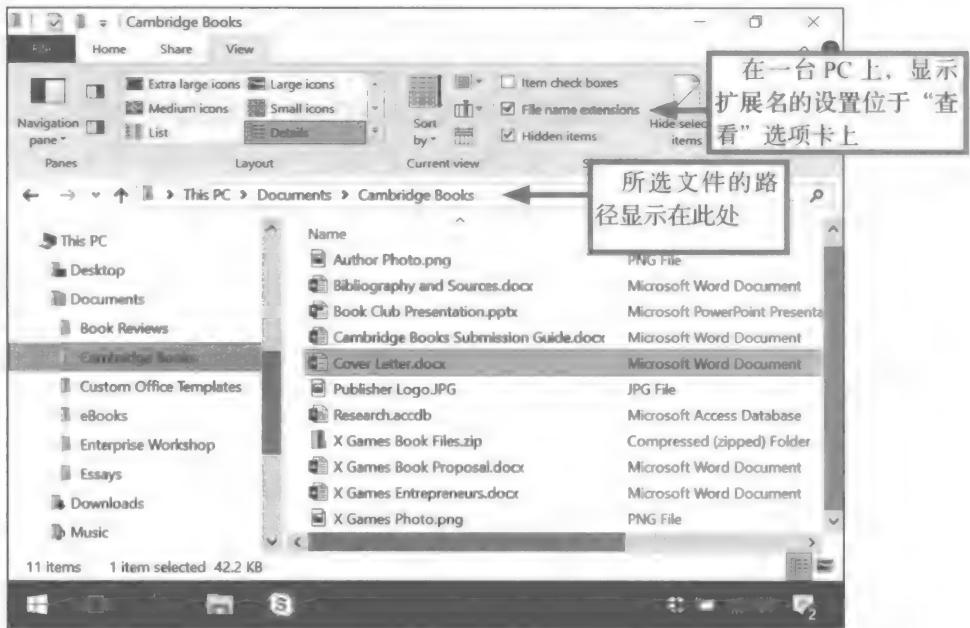 Cambridge Books
File Home Share View
Extra large icons Large icons
Medium icons Small icons
List Details
Navigation pane
Sort by
Item check boxes
File name extensions
Hidden items
Hide selec
items
Panes Layout Current view
在一台 PC 上，显示
扩展名的设置位于“查
看”选项卡上
This PC > Documents > Cambridge Books
所选文件的路
径显示在此处
This PC
Desktop
Documents
Book Reviews
Cambridge Books
Custom Office Templates
eBooks
Enterprise Workshop
Essays
Downloads
Music
Name
Author Photo.png PNG File
Bibliography and Sources.docx Microsoft Word Document
Book Club Presentation.pptx Microsoft PowerPoint Presenta
Cambridge Books Submission Guide.docx Microsoft Word Document
Cover Letter.docx Microsoft Word Document
Publisher Logo.JPG JPG File
Research.accdb Microsoft Access Database
X Games Book Files.zip Compressed (zipped) Folder
X Games Book Proposal.docx Microsoft Word Document
X Games Entrepreneurs.docx Microsoft Word Document
X Games Photo.png PNG File
11 items 1 item selected 42.2 KB
2